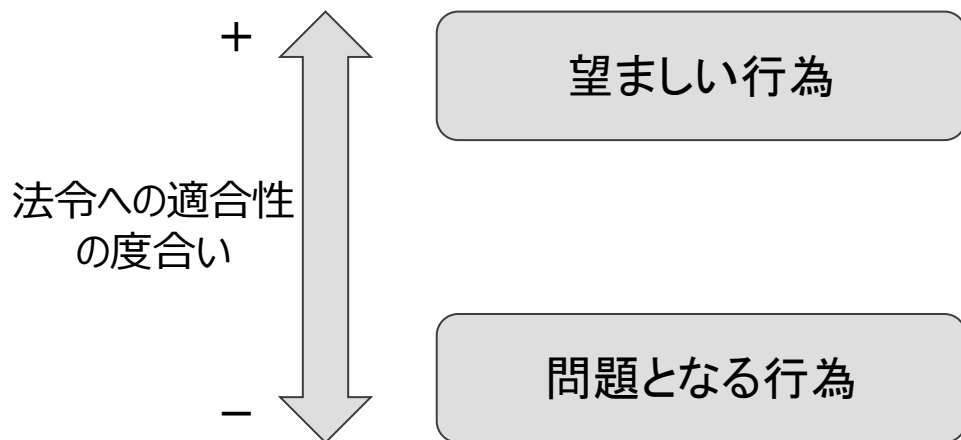 +
望ましい行為
法令への適合性
の度合い
問題となる行為
−